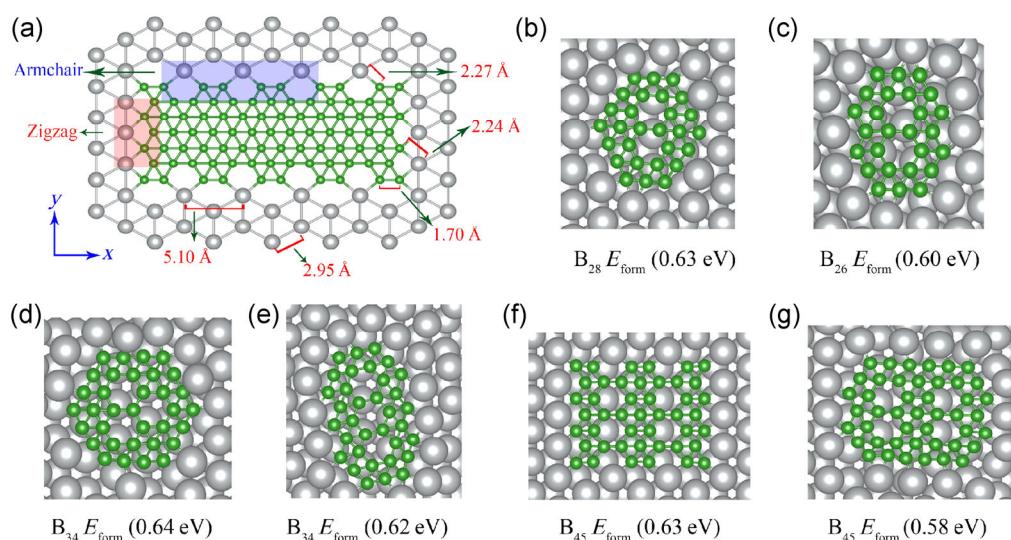 (a)
Armchair
Zigzag
y
x
2.27 Å
2.24 Å
1.70 Å
5.10 Å
2.95 Å
(b)
B28 Eform (0.63 eV)
(c)
B26 Eform (0.60 eV)
(d)
B34 Eform (0.64 eV)
(e)
B34 Eform (0.62 eV)
(f)
B45 Eform (0.63 eV)
(g)
B45 Eform (0.58 eV)